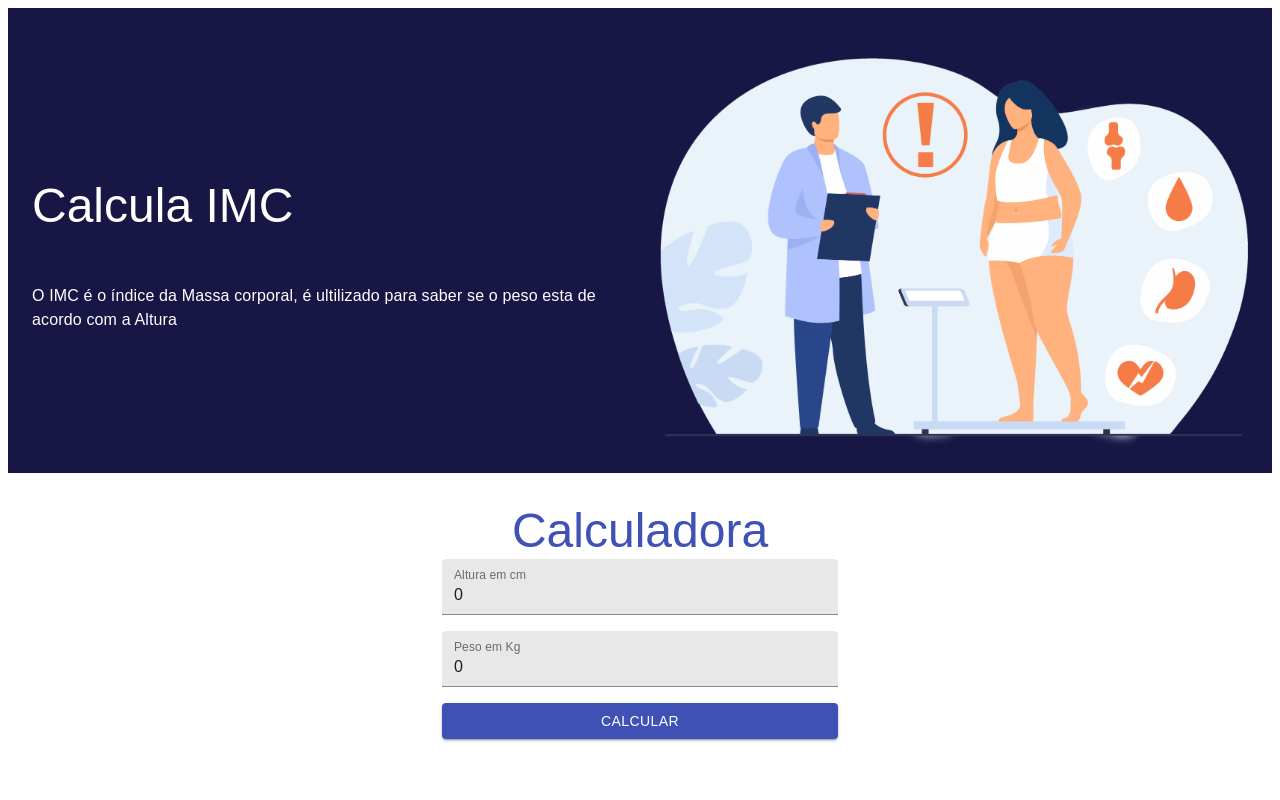 Calcula IMC
O IMC é o índice da Massa corporal, é ultilizado para saber se o peso esta de
acordo com a Altura
Calculadora
Altura em cm
0
Peso em Kg
0
CALCULAR